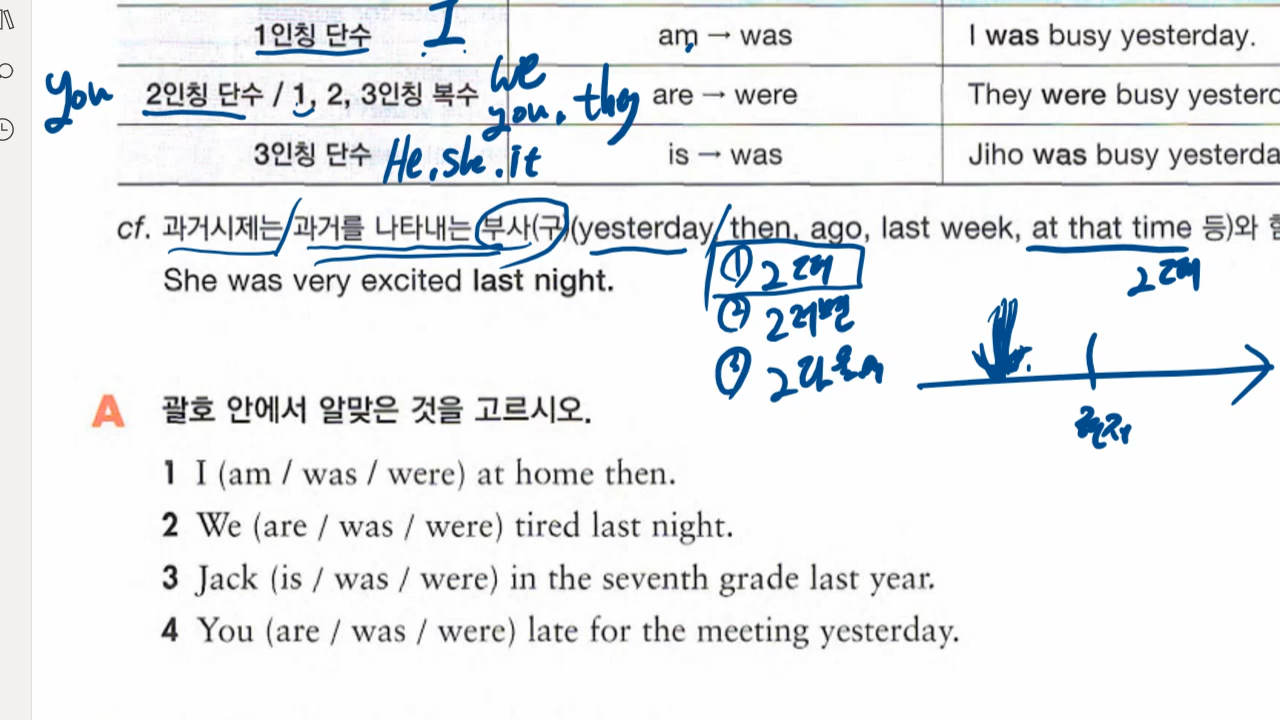 1인칭 단수 I am → was I was busy yesterday.
you 2인칭 단수 / 1, 2, 3인칭 복수 we you, they are → were They were busy yesterd
3인칭 단수 He, she, it is → was Jiho was busy yesterda
cf. 과거시제는/과거를 나타내는 부사(구)(yesterday/then, ago, last week, at that time 등)와 함
① 그때 그때
She was very excited last night.
② 그러면
③ 그 다음에
현재
A 괄호 안에서 알맞은 것을 고르시오.
1 I (am / was / were) at home then.
2 We (are / was / were) tired last night.
3 Jack (is / was / were) in the seventh grade last year.
4 You (are / was / were) late for the meeting yesterday.